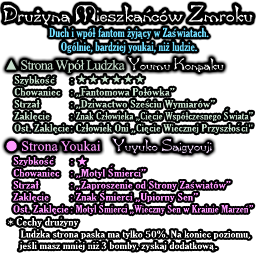 Drużyna Mieszkańców Zmroku
Duch i wpół fantom żyjący w Zaświatach.
Ogólnie, bardziej youkai, niż ludzie.
▲ Strona Wpół Ludzka Youmu Konpaku
Szybkość : ★★★★★★★
Chowaniec : „Fantomowa Połówka”
Strzał : „Dziwactwo Sześciu Wymiarów”
Zaklęcie : Znak Człowieka „Cięcie Współczesnego Świata”
Ost. Zaklęcie : Człowiek Oni „Cięcie Wiecznej Przyszłości”
● Strona Youkai Yuyuko Saigyouji
Szybkość : ★
Chowaniec : „Motyl Śmierci”
Strzał : „Zaproszenie od Strony Zaświatów”
Zaklęcie : Znak Śmierci „Upiorny Sen”
Ost. Zaklęcie : Motyl Śmierci „Wieczny Sen w Krainie Marzeń”
* Cechy drużyny
Ludzka strona paska ma tylko 50%. Na koniec poziomu,
jeśli masz mniej niż 3 bomby, zyskaj dodatkową.